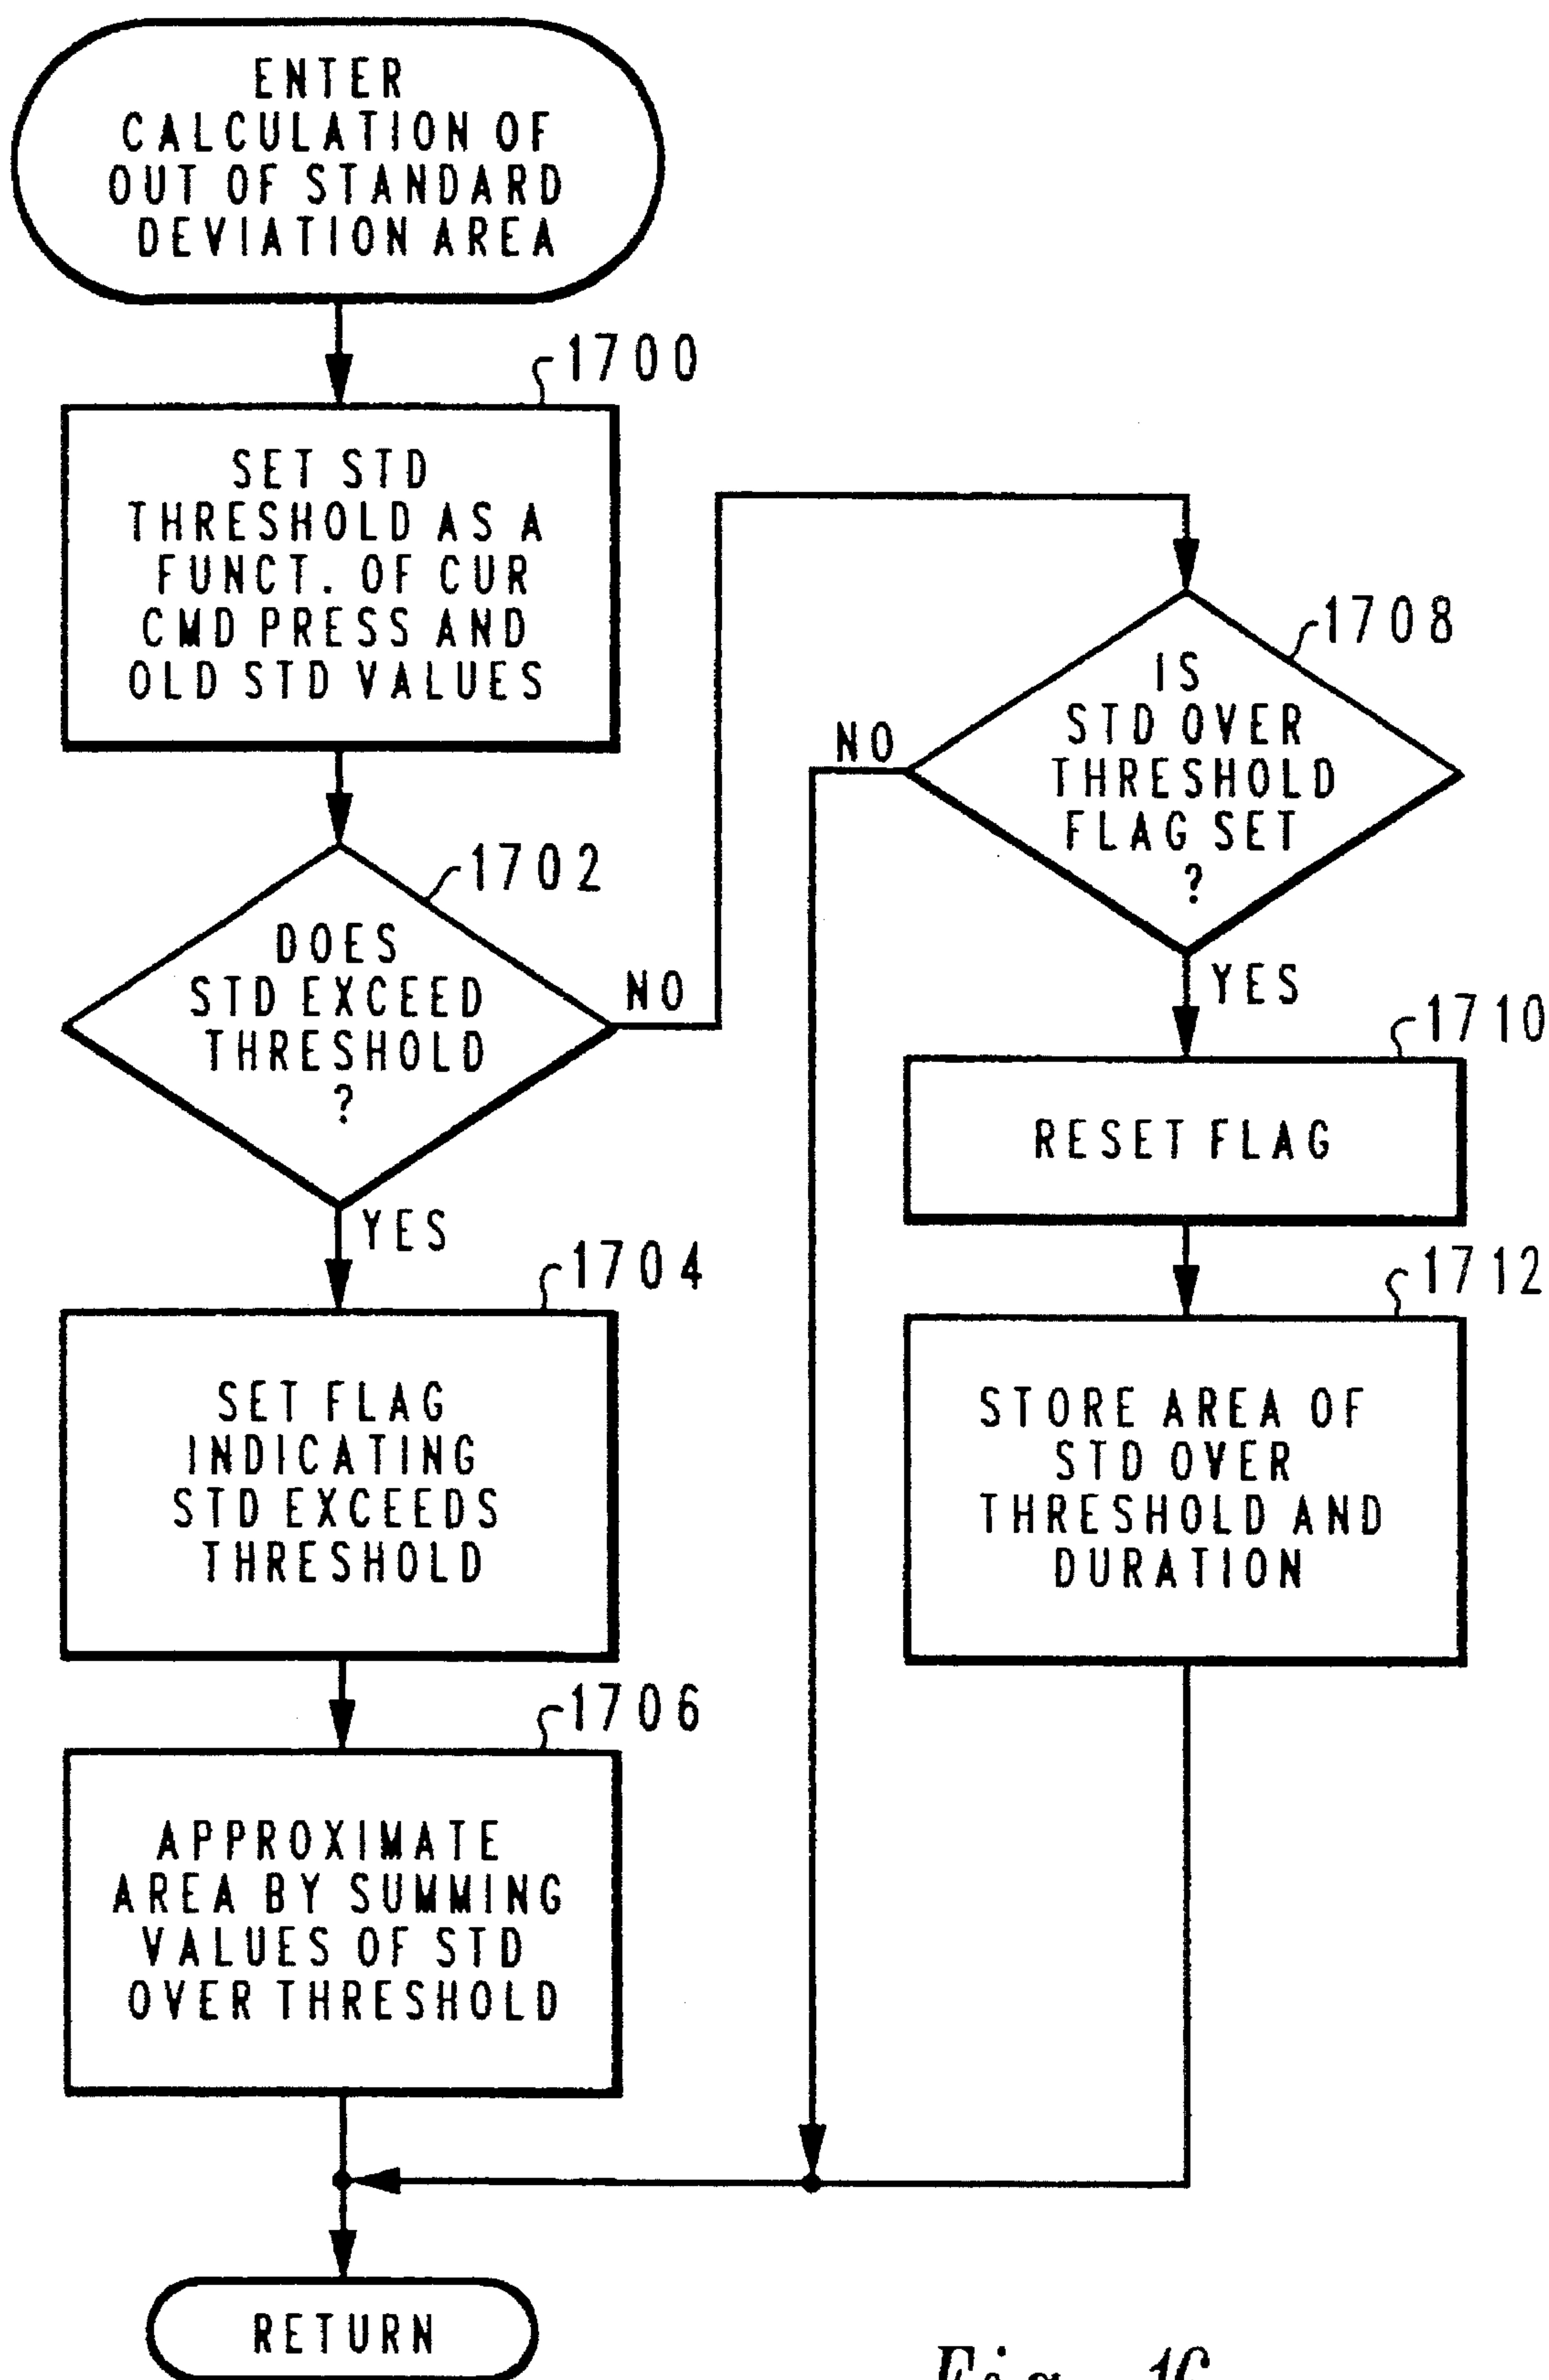 ENTER
CALCULATION OF
OUT OF STANDARD
DEVIATION AREA
1700
SET STD
THRESHOLD AS A
FUNCT. OF CUR
CMD PRESS AND
OLD STD VALUES
1702
DOES
STD EXCEED
THRESHOLD
?
NO
YES
1704
SET FLAG
INDICATING
STD EXCEEDS
THRESHOLD
1706
APPROXIMATE
AREA BY SUMMING
VALUES OF STD
OVER THRESHOLD
1708
IS
STD OVER
THRESHOLD
FLAG SET
?
NO
YES
1710
RESET FLAG
1712
STORE AREA OF
STD OVER
THRESHOLD AND
DURATION
RETURN